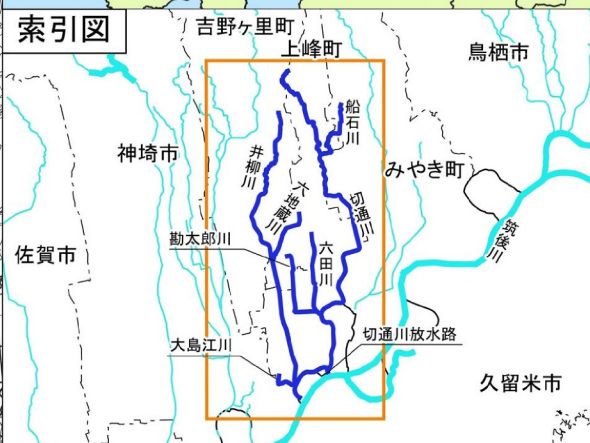 索引図
吉野ヶ里町
上峰町
鳥栖市
船石川
神埼市
井柳川
みやき町
六地蔵川
切通川
勘太郎川
六田川
筑後川
佐賀市
大島江川
切通川放水路
久留米市